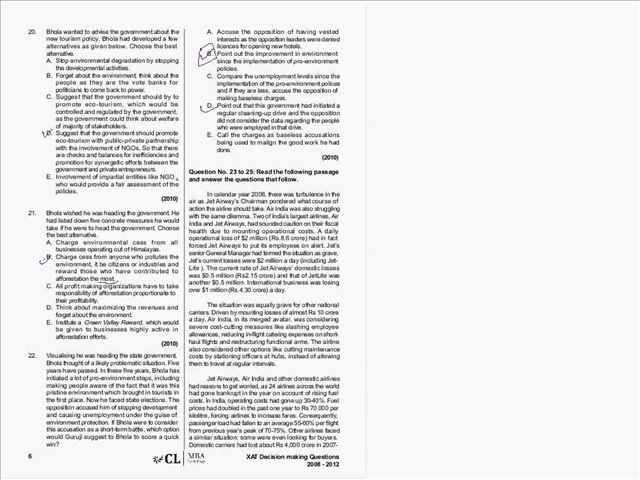 20. Bhola wanted to advise the government about the
new tourism policy. Bhola had developed a few
alternatives as given below. Choose the best
alternative.
A. Stop environmental degradation by stopping
the developmental activities.
B. Forget about the environment; think about the
people as they are the vote banks for
politicians to come back to power.
C. Suggest that the government should try to
promote eco-tourism, which would be
controlled and regulated by the government,
as the government could think about welfare
of majority of stakeholders.
D. Suggest that the government should promote
eco-tourism with public-private partnership
with the involvement of NGOs, So that there
are checks and balances for inefficiencies and
promotion for synergetic efforts between the
government and private entrepreneurs.
E. Involvement of impartial entities like NGOs
who would provide a fair assessment of the
policies.
(2010)
21. Bhola wished he was heading the government. He
had listed down five concrete measures he would
take if he were to head the government. Choose
the best alternative.
A. Charge environmental cess from all
businesses operating out of Himalayas.
B. Charge cess from anyone who pollutes the
environment, it be citizens or industries and
reward those who have contributed to
afforestation the most.
C. All profit making organizations have to take
responsibility of afforestation proportionate to
their profitability.
D. Think about maximizing the revenues and
forget about the environment.
E. Institute a Green Valley Reward, which would
be given to businesses highly active in
afforestation efforts.
(2010)
22. Visualising he was heading the state government,
Bhola thought of a likely problematic situation. Five
years have passed. In these five years, Bhola has
initiated a lot of pro-environment steps, including
making people aware of the fact that it was this
pristine environment which brought in tourists in
the first place. Now he faced state elections. The
opposition accused him of stopping development
and causing unemployment under the guise of
environment protection. If Bhola were to consider
this accusation as a short-term battle, which option
would Guruji suggest to Bhola to score a quick
win?
A. Accuse the opposition of having vested
interests as the opposition leaders were denied
licences for opening new hotels.
B. Point out the improvement in environment
since the implementation of pro-environment
policies.
C. Compare the unemployment levels since the
implementation of the pro-environment polices
and if they are less, accuse the opposition of
making baseless charges.
D. Point out that this government had initiated a
regular cleaning-up drive and the opposition
did not consider the data regarding the people
who were employed in that drive.
E. Call the charges as baseless accusations
being used to malign the good work he had
done.
(2010)
Question No. 23 to 25: Read the following passage
and answer the questions that follow.
In calendar year 2008, there was turbulence in the
air as Jet Airway's Chairman pondered what course
of action the airline should take. Air India was also struggling
with the same dilemma. Two of India's largest airlines, Air
India and Jet Airways, had sounded caution on their fiscal
health due to mounting operational costs. A daily
operational loss of $2 million (Rs.8.6 crore) had in fact
forced Jet Airways to put its employees on alert. Jet's
senior General Manager had termed the situation as grave,
Jet's current losses were $2 million a day (including Jet-
Lite ). The current rate of Jet Airways' domestic losses
was $0.5 million (Rs2.15 crore) and that of JetLite was
another $0.5 million. International business was losing
over $1 million (Rs 4.30 crore) a day.
The situation was equally grave for other national
carriers. Driven by mounting losses of almost Rs 10 crore
a day, Air India, in its merged avatar, was considering
severe cost-cutting measures like slashing employee
allowances, reducing in-flight catering expenses on short-
haul flights and restructuring functional arms. The airline
also considered other options like cutting maintenance
costs by stationing officers at hubs, instead of allowing
them to travel at regular intervals.
Jet Airways, Air India and other domestic airlines
had reasons to get worried, as 24 airlines across the world
had gone bankrupt in the year on account of rising fuel
costs. In India, operating costs had gone up 30-40%. Fuel
prices had doubled in the past one year to Rs 70,000 per
kilolitre, forcing airlines to increase fares. Consequently,
passenger load had fallen to an average 55-60% per flight
from previous year's peak of 70-75%. Other airlines faced
a similar situation; some were even looking for buyers.
Domestic carriers had lost about Rs 4,000 crore in 2007-
6
CL MBA
XAT Decision making Questions
2008 - 2012